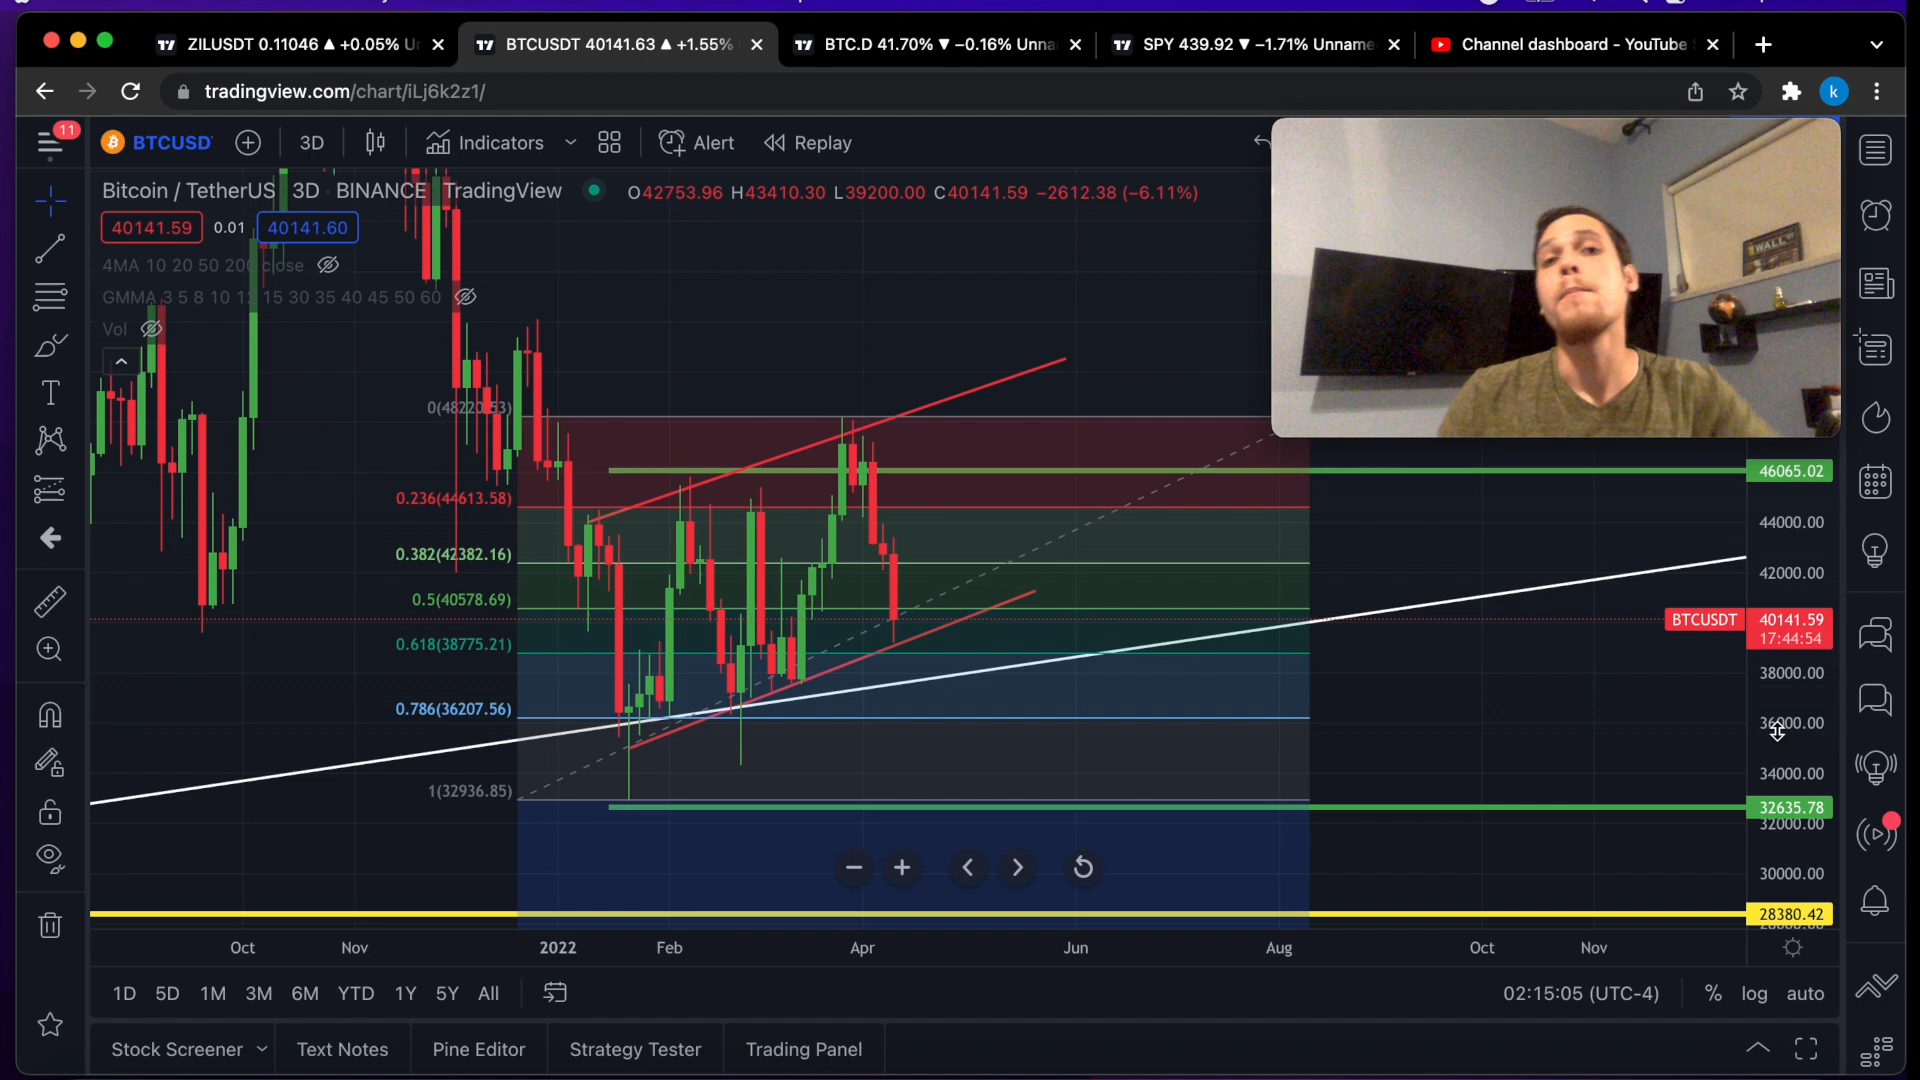 ZILUSDT 0.11046 ▲ +0.05% Un
BTCUSDT 40141.63 ▲ +1.55%
BTC.D 41.70% ▼ −0.16% Unna
SPY 439.92 ▼ −1.71% Unname
Channel dashboard - YouTube S
tradingview.com/chart/iLj6k2z1/
k
11
BTCUSD
3D
Indicators
Alert
Replay
Bitcoin / TetherUS · 3D · BINANCE · TradingView
O42753.96 H43410.30 L39200.00 C40141.59 −2612.38 (−6.11%)
40141.59
0.01
40141.60
4MA 10 20 50 200 close
GMMA 3 5 8 10 12 15 30 35 40 45 50 60
Vol
WALL
0(48220.53)
0.236(44613.58)
0.382(42382.16)
0.5(40578.69)
0.618(38775.21)
0.786(36207.56)
1(32936.85)
46065.02
44000.00
42000.00
BTCUSDT
40141.59
17:44:54
38000.00
36000.00
34000.00
32635.78
32000.00
30000.00
28380.42
Oct
Nov
2022
Feb
Apr
Jun
Aug
Oct
Nov
1D
5D
1M
3M
6M
YTD
1Y
5Y
All
02:15:05 (UTC-4)
%
log
auto
Stock Screener
Text Notes
Pine Editor
Strategy Tester
Trading Panel